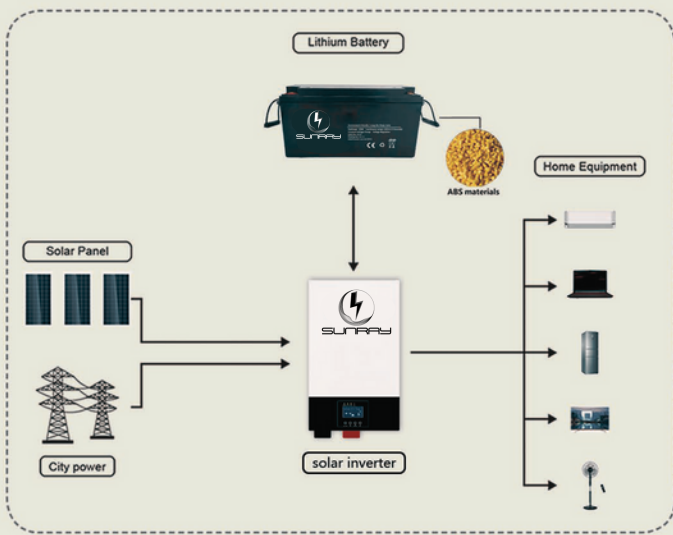 Lithium Battery
SUNRAY
ABS materials
Home Equipment
Solar Panel
SUNRAY
City power
solar inverter